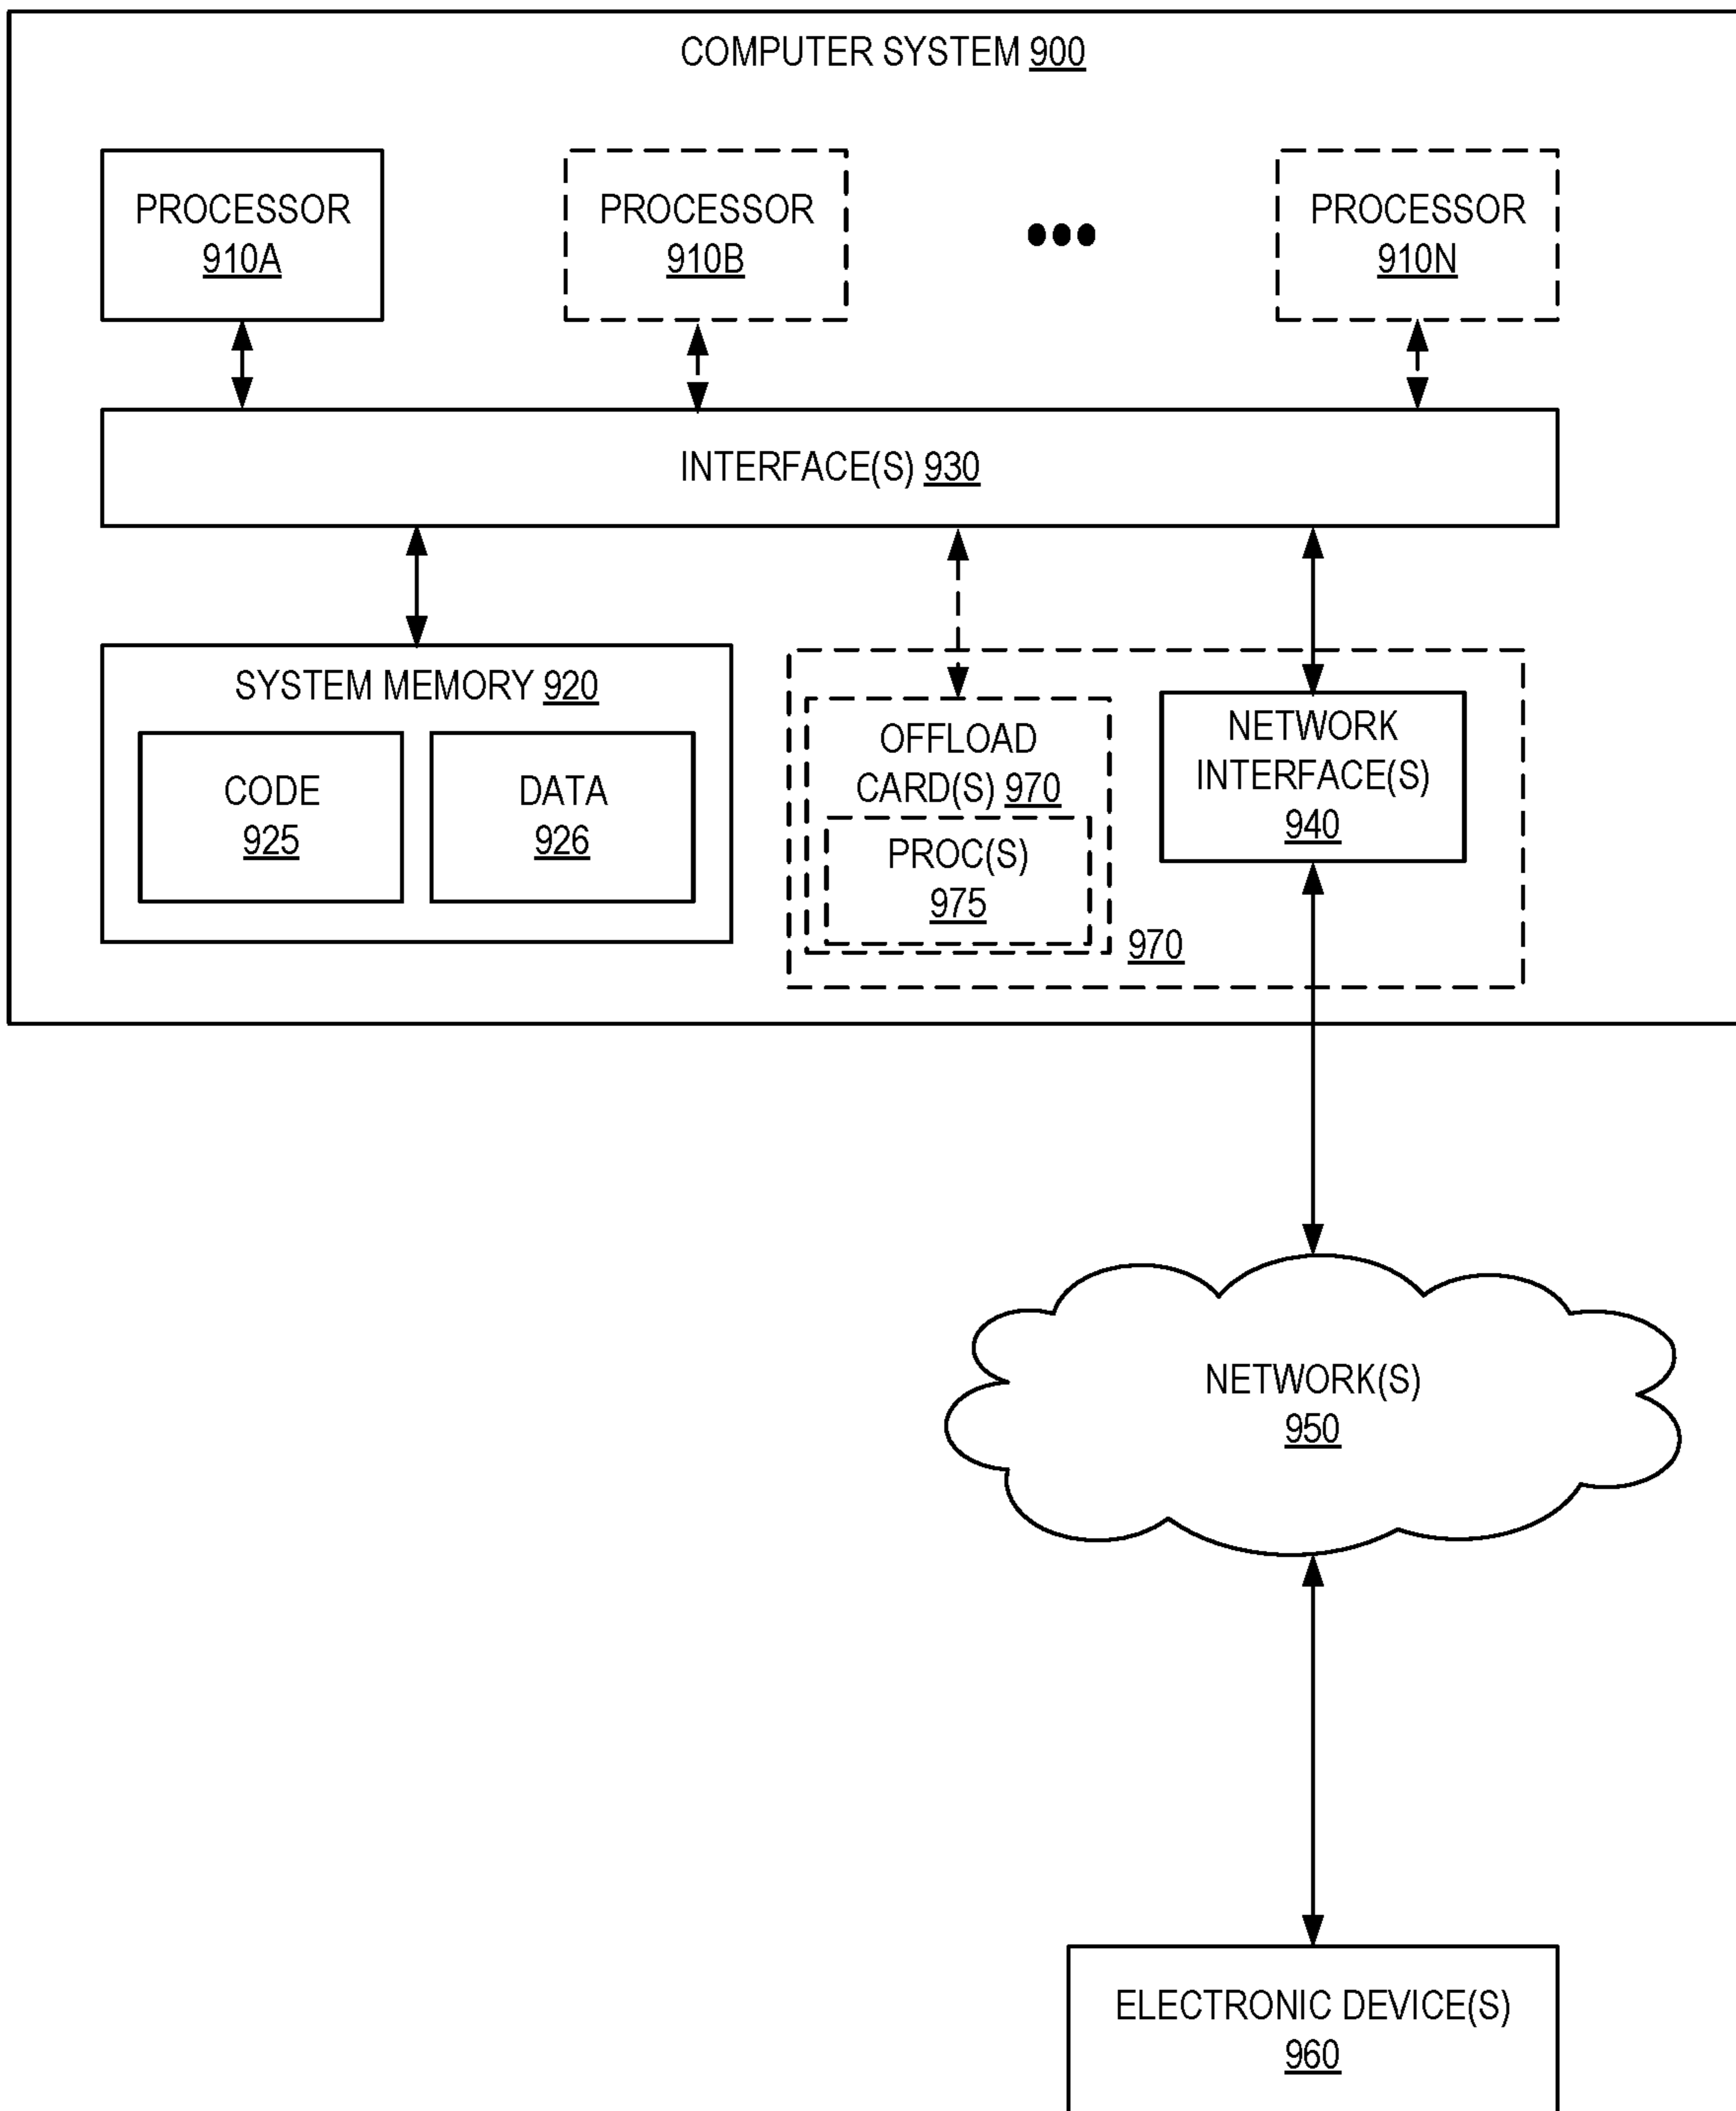 COMPUTER SYSTEM 900
PROCESSOR
910A
PROCESSOR
910B
PROCESSOR
910N
INTERFACE(S) 930
SYSTEM MEMORY 920
CODE
925
DATA
926
OFFLOAD
CARD(S) 970
PROC(S)
975
970
NETWORK
INTERFACE(S)
940
NETWORK(S)
950
ELECTRONIC DEVICE(S)
960